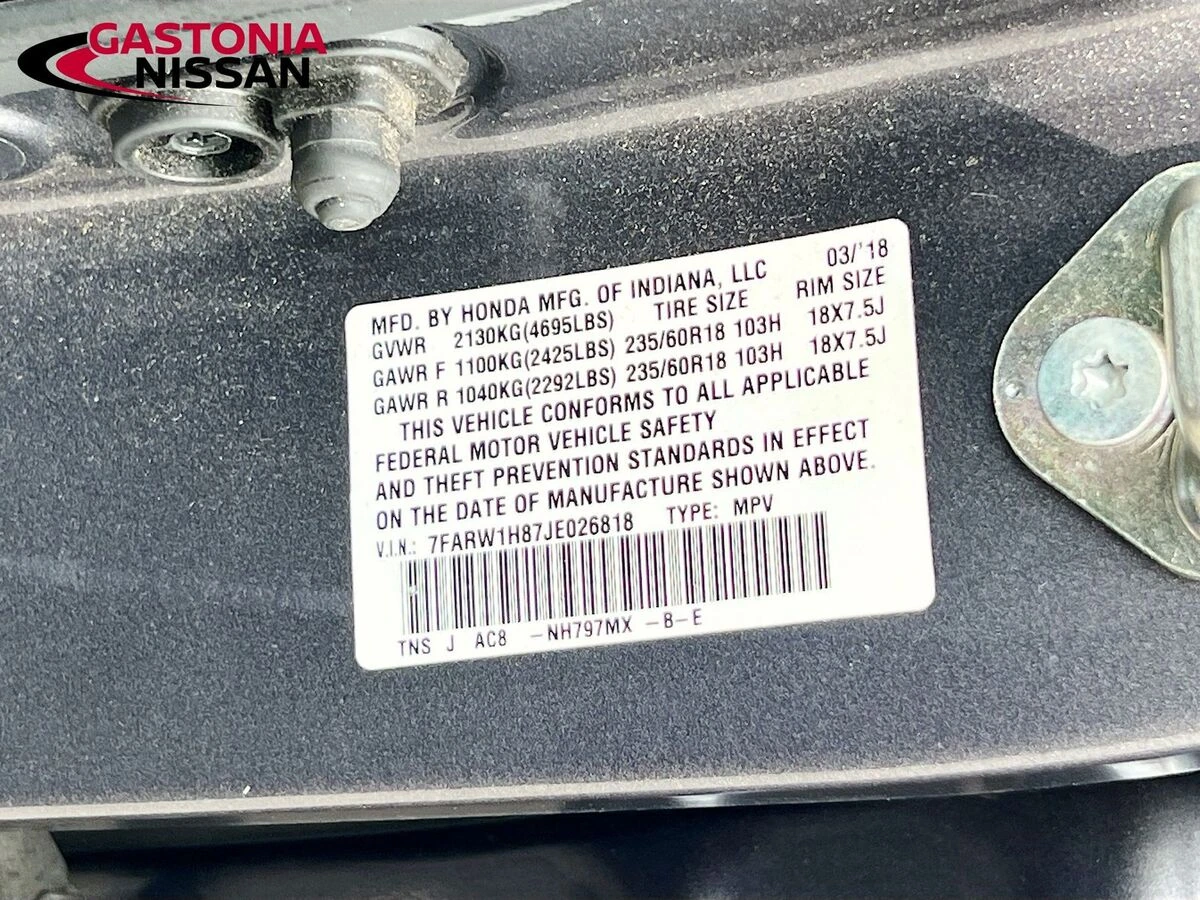 GASTONIA
NISSAN
MFD. BY HONDA MFG. OF INDIANA, LLC 03/'18
GVWR 2130KG(4695LBS) TIRE SIZE RIM SIZE
GAWR F 1100KG(2425LBS) 235/60R18 103H 18X7.5J
GAWR R 1040KG(2292LBS) 235/60R18 103H 18X7.5J
THIS VEHICLE CONFORMS TO ALL APPLICABLE
FEDERAL MOTOR VEHICLE SAFETY
AND THEFT PREVENTION STANDARDS IN EFFECT
ON THE DATE OF MANUFACTURE SHOWN ABOVE.
V.I.N.: 7FARW1H87JE026818 TYPE: MPV
TNS J AC8 -NH797MX -B-E